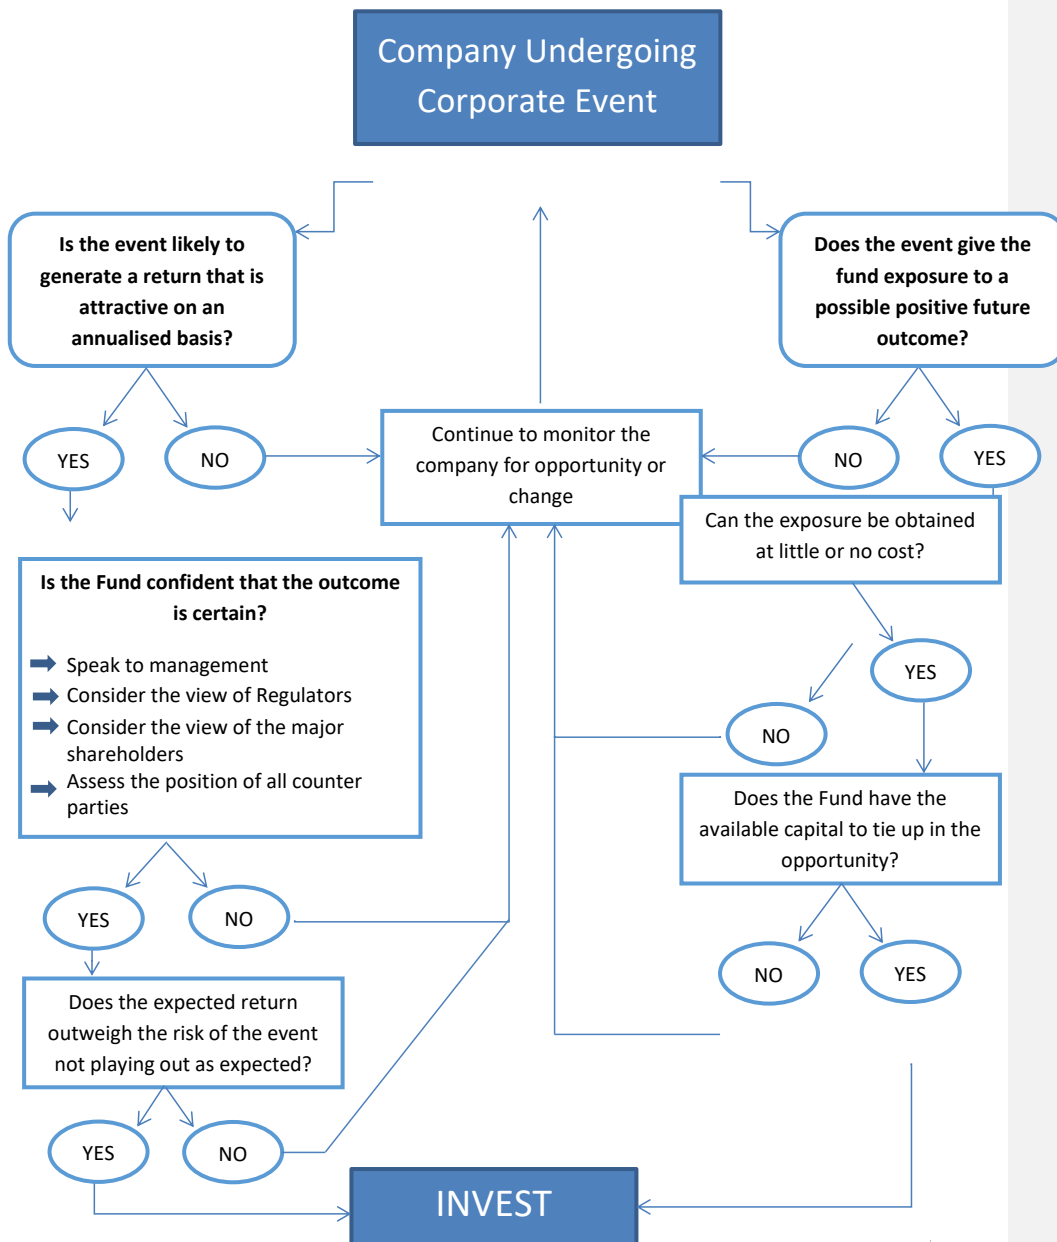 Company Undergoing
Corporate Event
Is the event likely to
generate a return that is
attractive on an
annualised basis?
Does the event give the
fund exposure to a
possible positive future
outcome?
YES
NO
Continue to monitor the
company for opportunity or
change
NO
YES
Can the exposure be obtained
at little or no cost?
Is the Fund confident that the outcome
is certain?
Speak to management
Consider the view of Regulators
Consider the view of the major
shareholders
Assess the position of all counter
parties
YES
NO
Does the Fund have the
available capital to tie up in the
opportunity?
YES
NO
NO
YES
Does the expected return
outweigh the risk of the event
not playing out as expected?
YES
NO
INVEST